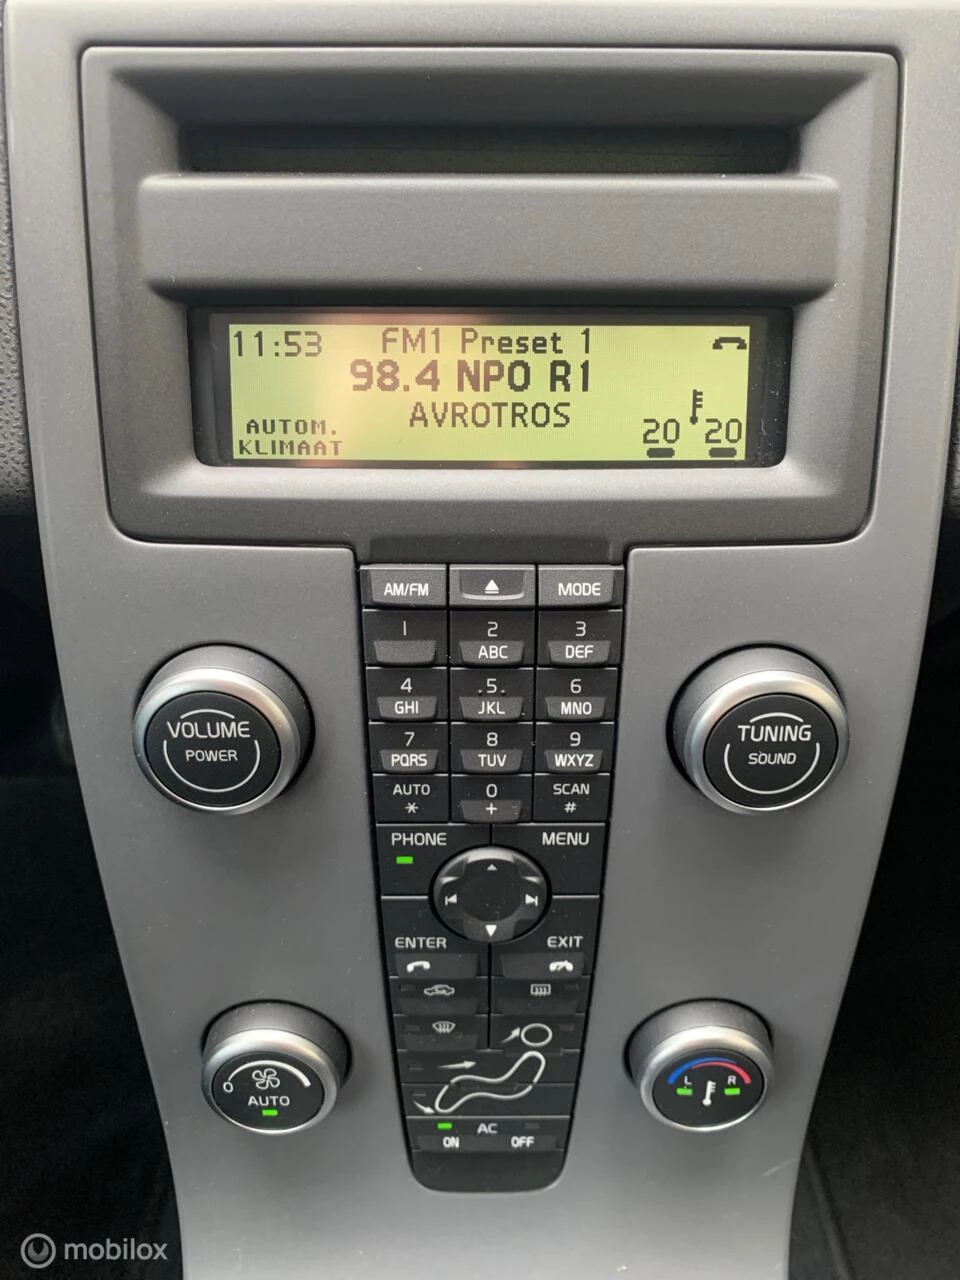 11:53 FM1 Preset 1
98.4 NPO R1
AVROTROS
AUTOM.
KLIMAAT
20 20
AM/FM MODE
1 2 3
ABC DEF
4 .5. 6
GHI JKL MNO
7 8 9
PQRS TUV WXYZ
AUTO 0 SCAN
* + #
VOLUME
POWER
TUNING
SOUND
PHONE MENU
ENTER EXIT
0
AUTO
L R
AC
ON OFF
mobilox